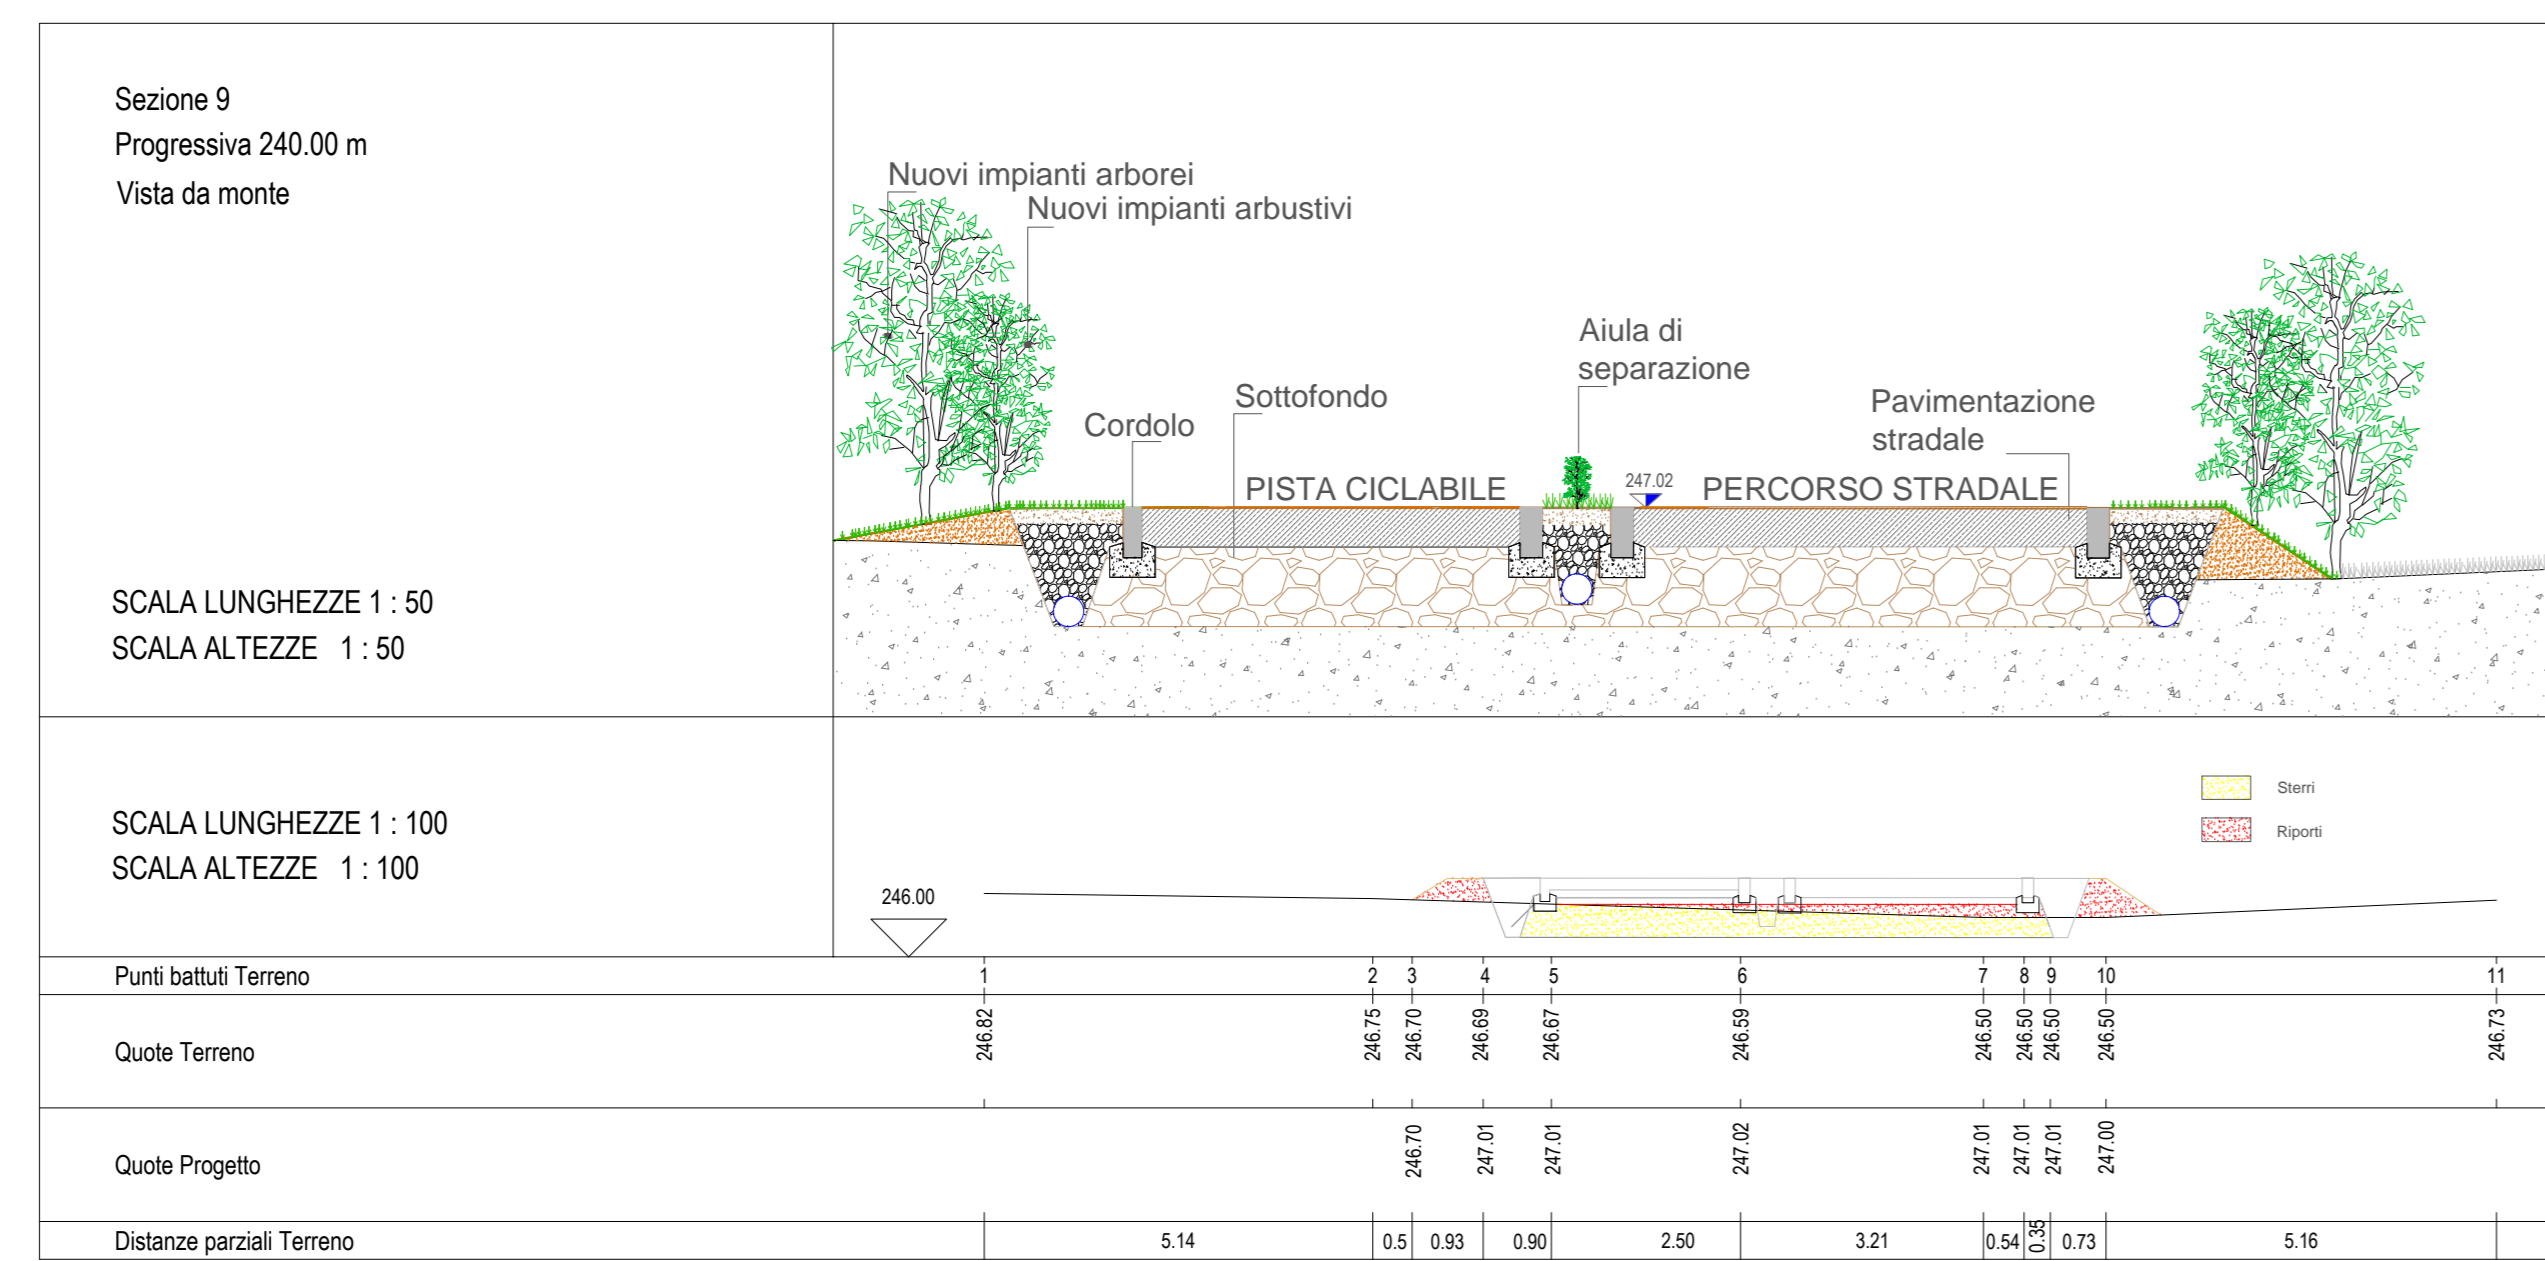 Sezione 9
Progressiva 240.00 m
Vista da monte
Nuovi impianti arborei
Nuovi impianti arbustivi
Aiula di
separazione
Sottofondo
Cordolo
Pavimentazione
stradale
PISTA CICLABILE
247.02
PERCORSO STRADALE
SCALA LUNGHEZZE 1 : 50
SCALA ALTEZZE 1 : 50
Sterri
Riporti
SCALA LUNGHEZZE 1 : 100
SCALA ALTEZZE 1 : 100
246.00
Punti battuti Terreno 1 2 3 4 5 6 7 8 9 10 11
Quote Terreno 246.82 246.75 246.70 246.69 246.67 246.59 246.50 246.50 246.50 246.50 246.73
Quote Progetto 246.70 247.01 247.01 247.02 247.01 247.01 247.01 247.00
Distanze parziali Terreno 5.14 0.5 0.93 0.90 2.50 3.21 0.54 0.35 0.73 5.16